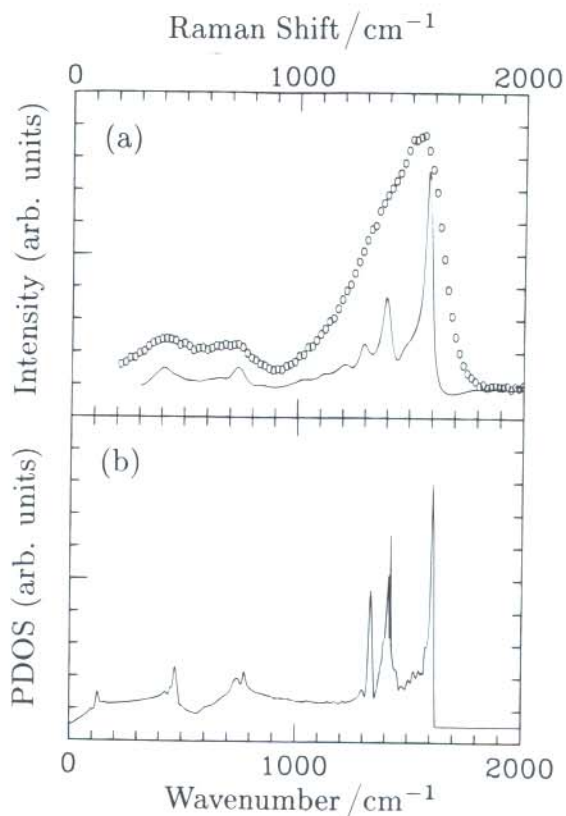 Raman Shift /cm⁻¹
0 1000 2000
(a)
Intensity (arb. units)
(b)
PDOS (arb. units)
0 1000 2000
Wavenumber /cm⁻¹